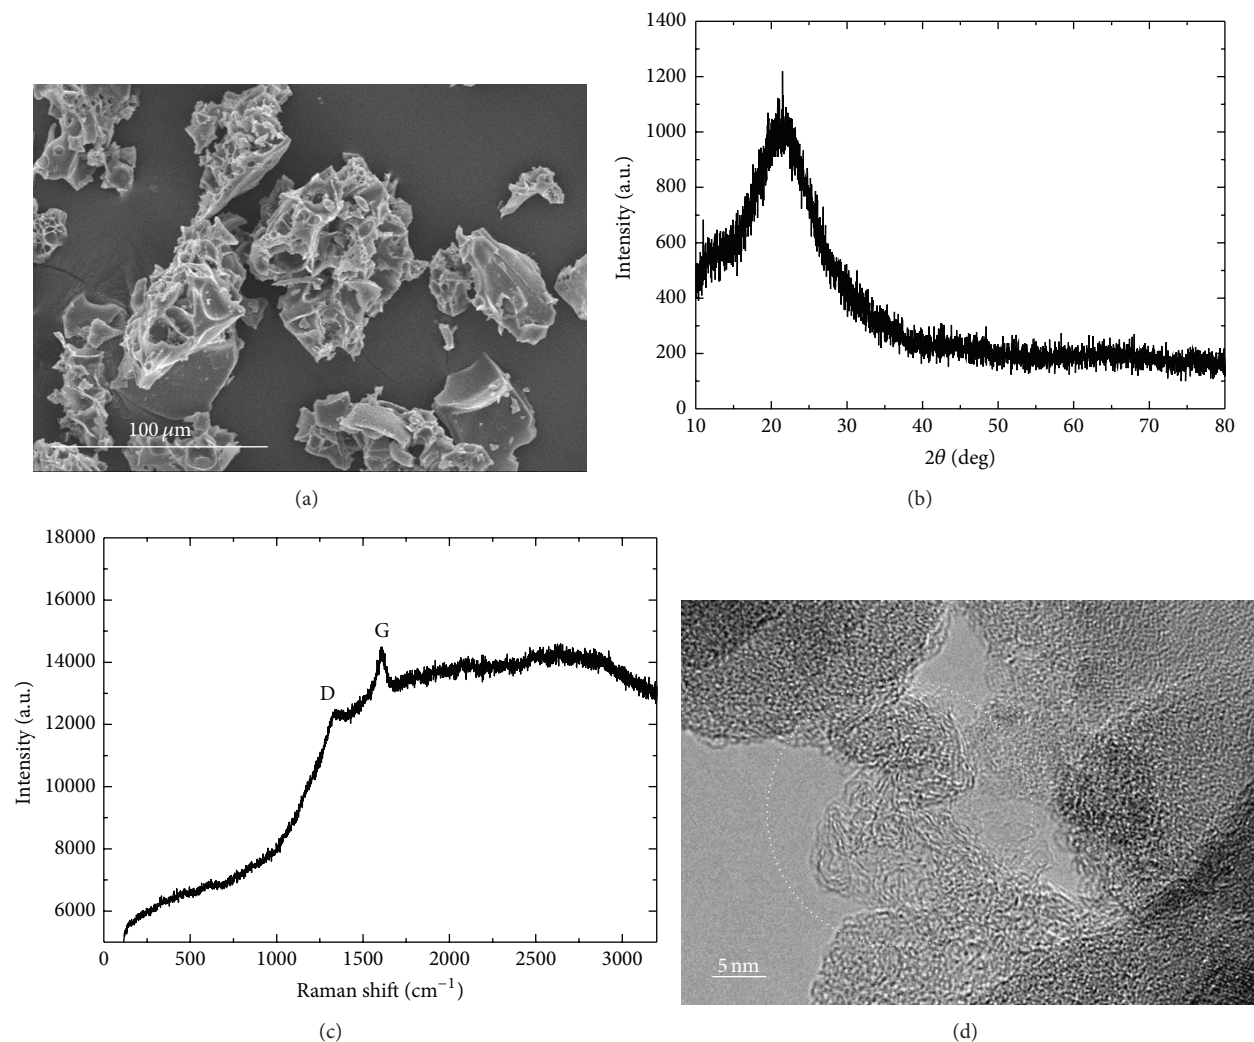 100 μm
(a)
1400
1200
1000
800
600
400
200
0
Intensity (a.u.)
10 20 30 40 50 60 70 80
2θ (deg)
(b)
18000
16000
14000
12000
10000
8000
6000
Intensity (a.u.)
D
G
0 500 1000 1500 2000 2500 3000
Raman shift (cm⁻¹)
(c)
5 nm
(d)